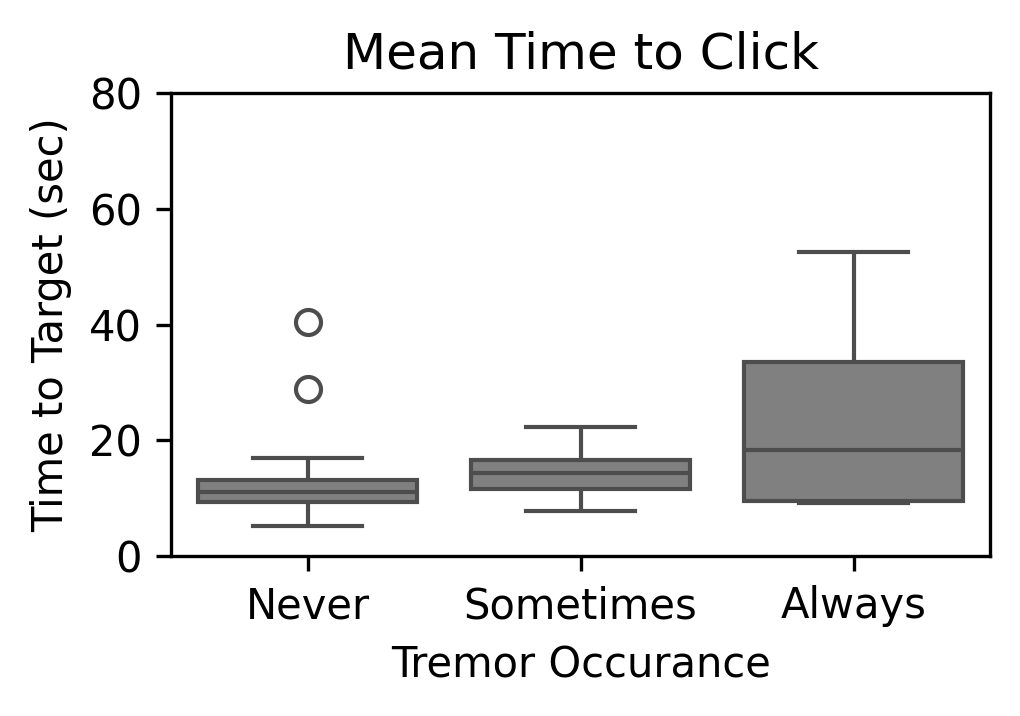 Mean Time to Click
Time to Target (sec)
80
60
40
20
0
Never Sometimes Always
Tremor Occurance